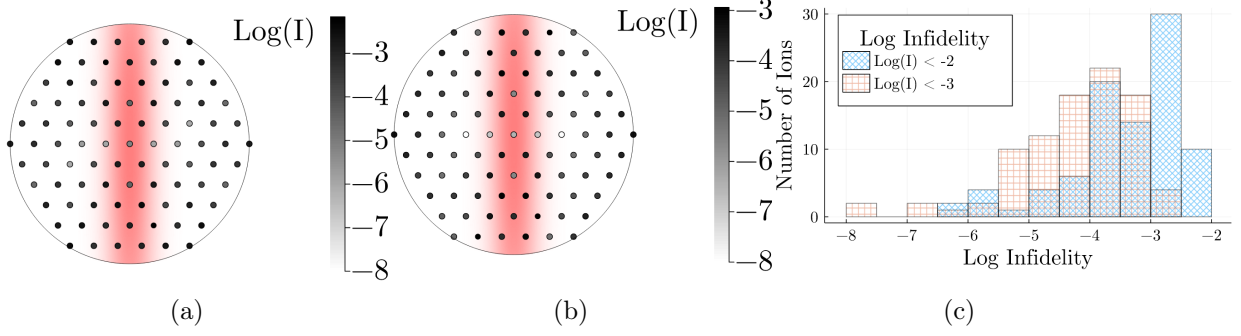 Log(I)
−3
−4
−5
−6
−7
−8
(a)
Log(I)
−3
−4
−5
−6
−7
−8
(b)
Number of Ions
30
20
10
0
Log Infidelity
Log(I) < -2
Log(I) < -3
−8 −7 −6 −5 −4 −3 −2
Log Infidelity
(c)